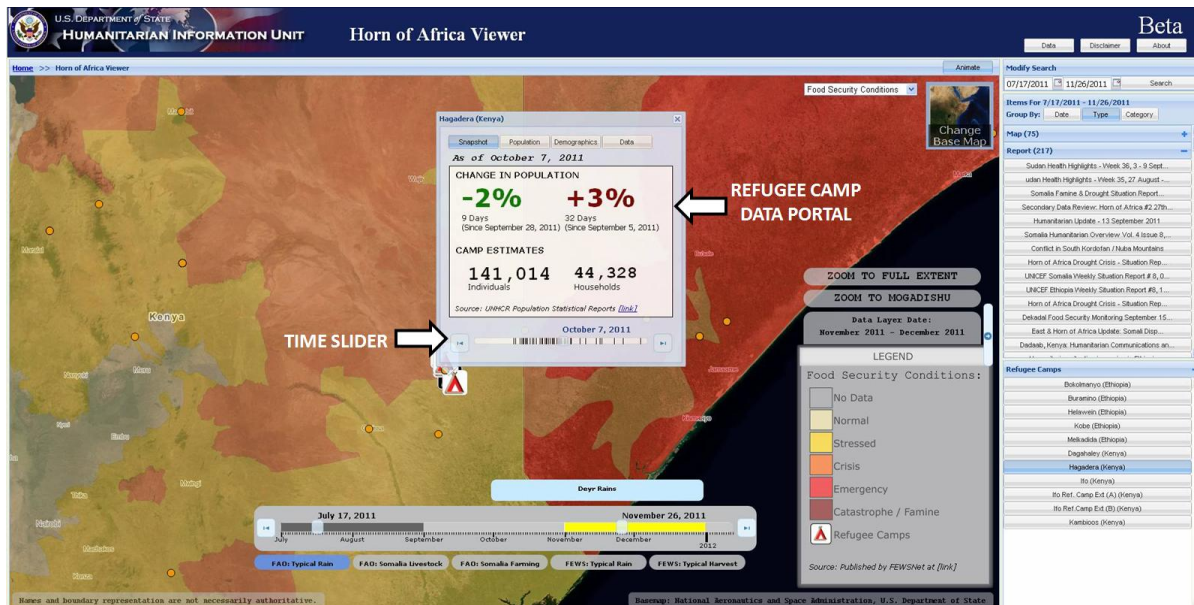 U.S. DEPARTMENT of STATE
HUMANITARIAN INFORMATION UNIT
Horn of Africa Viewer
Beta
Data
Disclaimer
About
Home >> Horn of Africa Viewer
Animate
Food Security Conditions
Change
Base Map
Hagadera (Kenya)
Snapshot
Population
Demographics
Data
As of October 7, 2011
CHANGE IN POPULATION
-2%
+3%
9 Days
32 Days
(Since September 28, 2011)
(Since September 5, 2011)
CAMP ESTIMATES
141,014
44,328
Individuals
Households
Source: UNHCR Population Statistical Reports [link]
October 7, 2011
REFUGEE CAMP
DATA PORTAL
TIME SLIDER
Kenya
Nairobi
Thika
Embu
Mwingi
ZOOM TO FULL EXTENT
ZOOM TO MOGADISHU
Data Layer Date:
November 2011 - December 2011
LEGEND
Food Security Conditions:
No Data
Normal
Stressed
Crisis
Emergency
Catastrophe / Famine
Refugee Camps
Source: Published by FEWSNet at [link]
Deyr Rains
July 17, 2011
November 26, 2011
July
August
September
October
November
December
2012
FAO: Typical Rain
FAO: Somalia Livestock
FAO: Somalia Farming
FEWS: Typical Rain
FEWS: Typical Harvest
Names and boundary representation are not necessarily authoritative.
Basemap: National Aeronautics and Space Administration, U.S. Department of State
Modify Search
07/17/2011
11/26/2011
Search
Items For 7/17/2011 - 11/26/2011
Group By:
Date
Type
Category
Map (75)
Report (217)
Sudan Health Highlights - Week 36, 3 - 9 Sept...
udan Health Highlights - Week 35, 27 August -...
Somalia Famine & Drought Situation Report...
Secondary Data Review: Horn of Africa #2 27th...
Humanitarian Update - 13 September 2011
Somalia Humanitarian Overview Vol. 4 Issue 8,...
Conflict in South Kordofan / Nuba Mountains
Horn of Africa Drought Crisis - Situation Rep...
UNICEF Somalia Weekly Situation Report # 8, 0...
UNICEF Ethiopia Weekly Situation Report #8, 1...
Horn of Africa Drought Crisis - Situation Rep...
Dekadal Food Security Monitoring September 15...
East & Horn of Africa Update: Somali Disp...
Dadaab, Kenya: Humanitarian Communications an...
Refugee Camps
Bokolmanyo (Ethiopia)
Buramino (Ethiopia)
Helawein (Ethiopia)
Kobe (Ethiopia)
Melkadida (Ethiopia)
Dagahaley (Kenya)
Hagadera (Kenya)
Ifo (Kenya)
Ifo Ref. Camp Ext (A) (Kenya)
Ifo Ref Camp Ext (B) (Kenya)
Kambioos (Kenya)